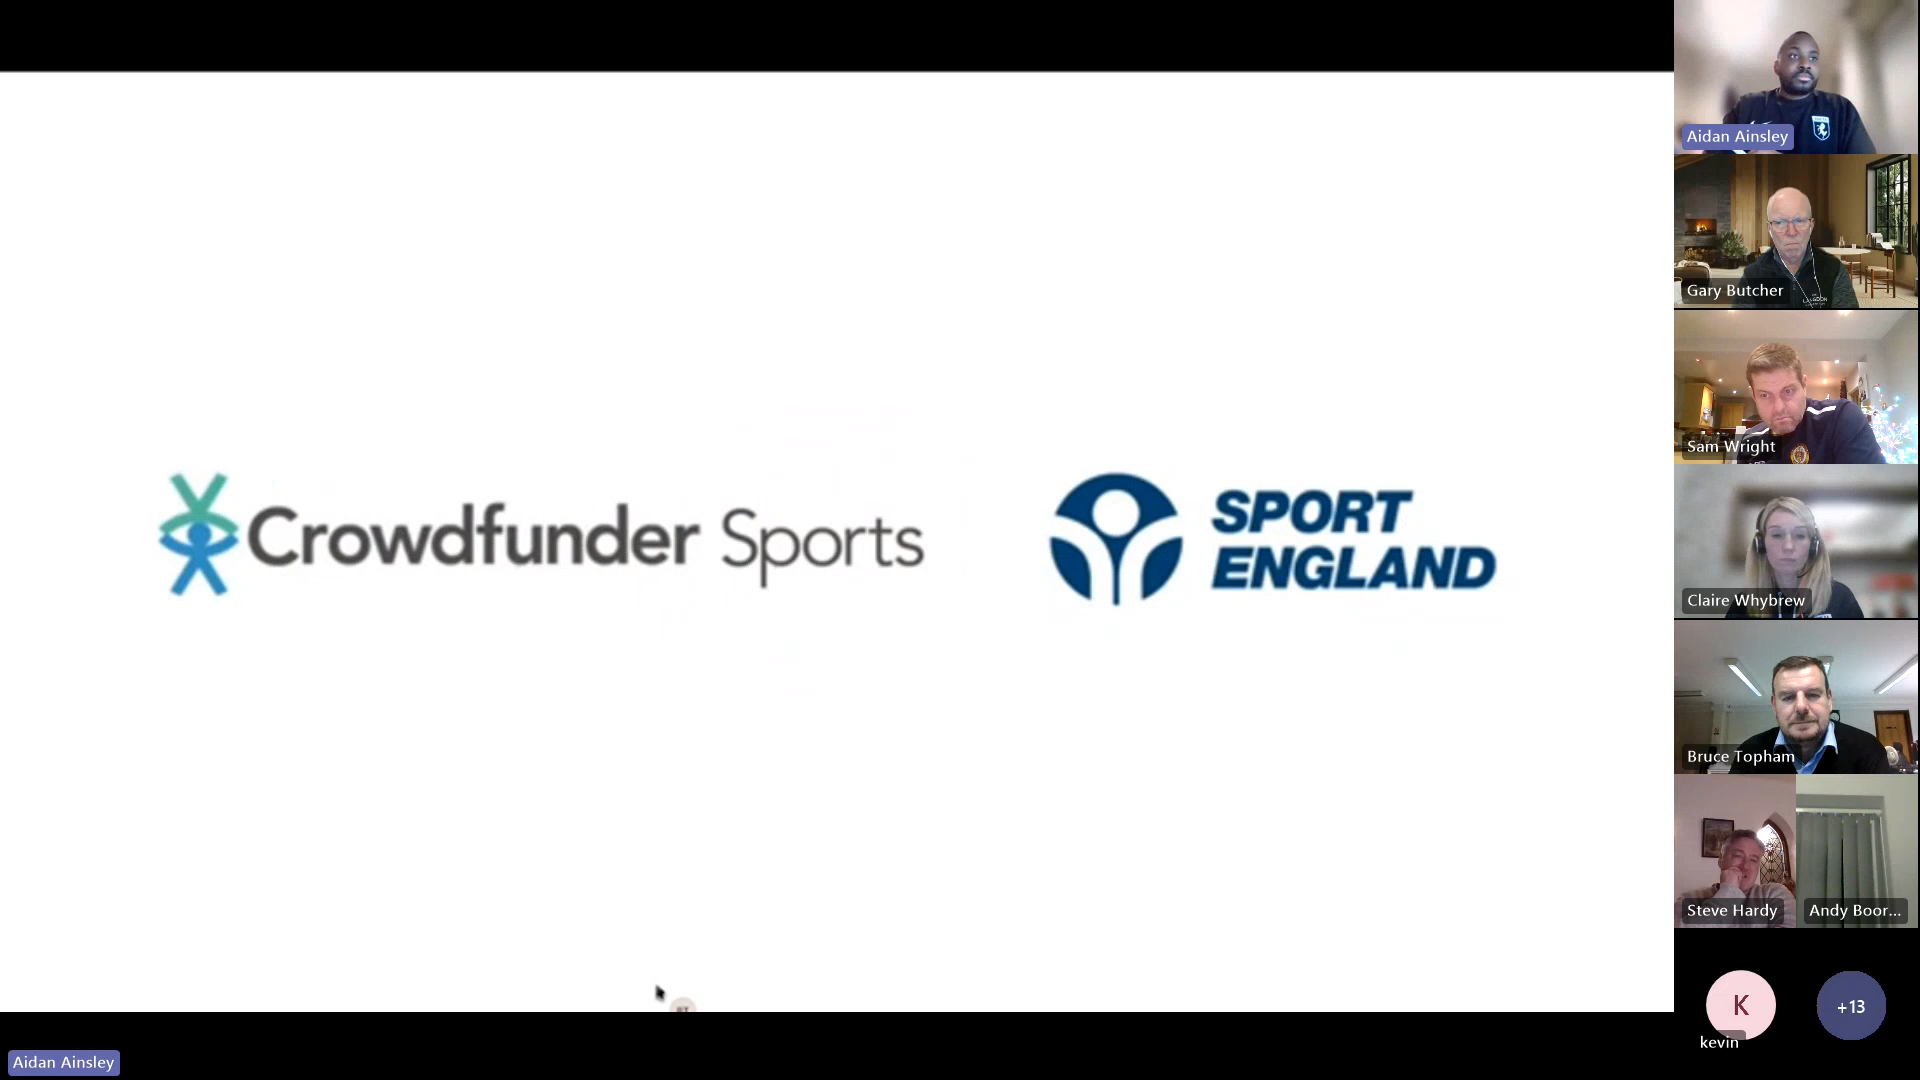 Crowdfunder Sports
SPORT
ENGLAND
Aidan Ainsley
Gary Butcher
Sam Wright
Claire Whybrew
Bruce Topham
Steve Hardy
Andy Boor...
K
+13
kevin
Aidan Ainsley